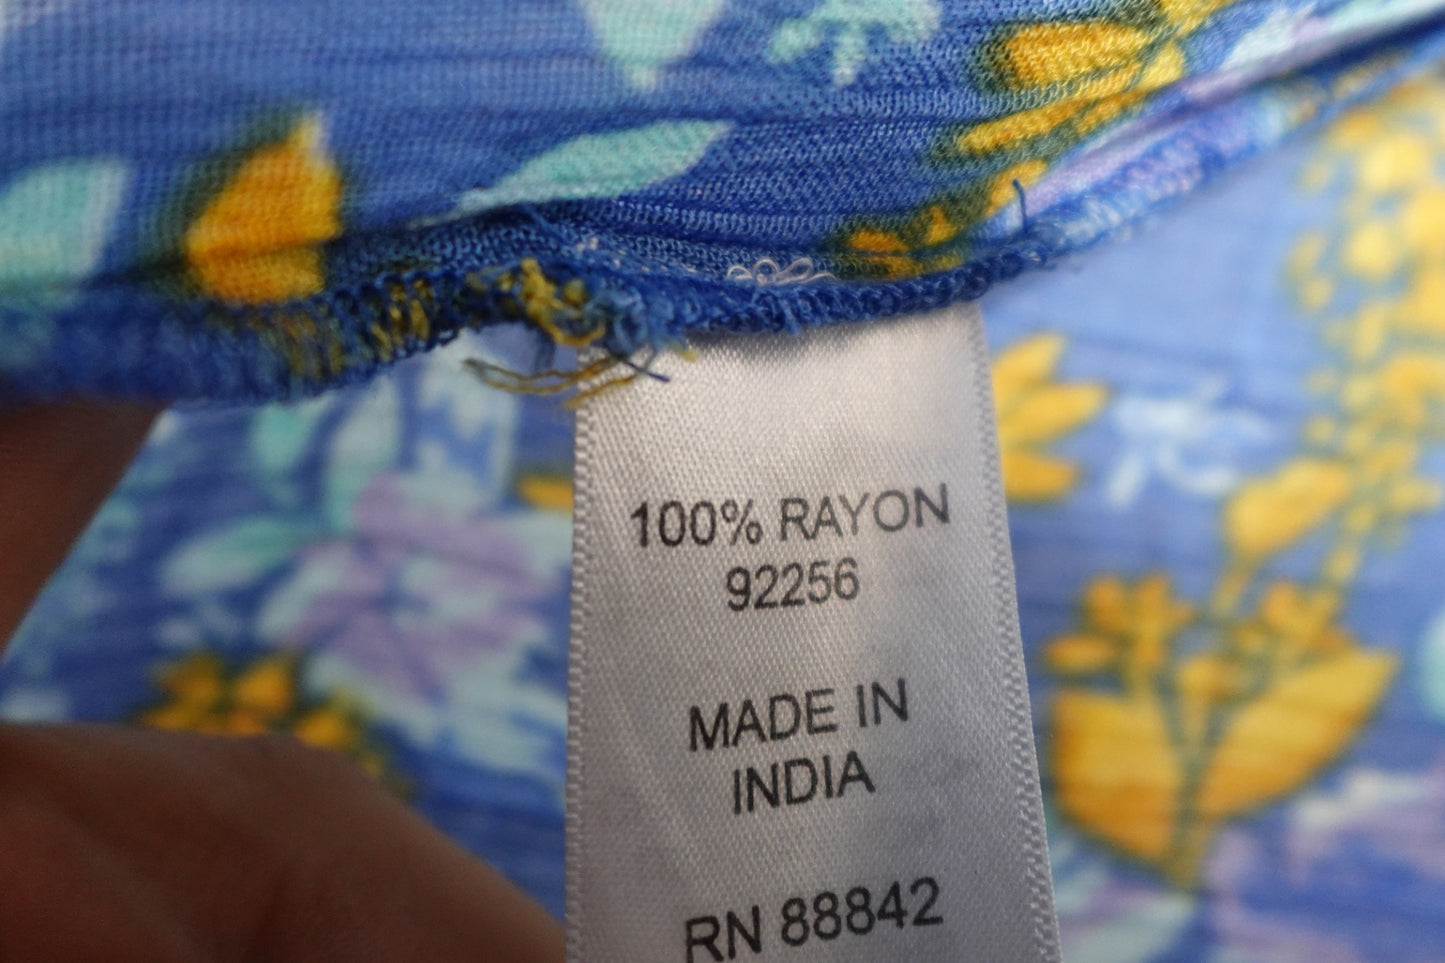 100% RAYON
92256
MADE IN
INDIA
RN 88842